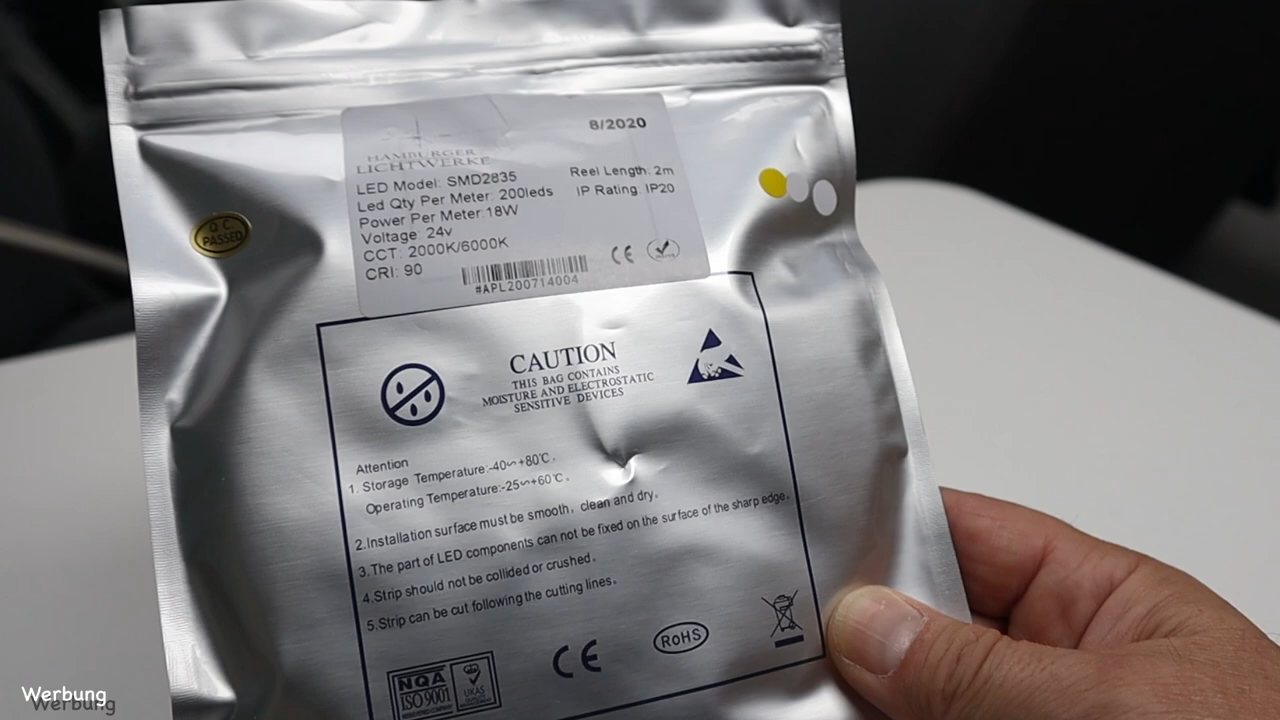 8/2020
HAMBURGER
LICHTWERKE
LED Model: SMD2835
Led Qty Per Meter: 200leds
Power Per Meter:18W
Voltage: 24v
CCT: 2000K/6000K
CRI: 90
Reel Length: 2m
IP Rating: IP20
#APL200714004
CE
Q.C.
PASSED
CAUTION
THIS BAG CONTAINS
MOISTURE AND ELECTROSTATIC
SENSITIVE DEVICES
Attention
1. Storage Temperature:-40~+80℃,
Operating Temperature:-25~+60℃,
2.Installation surface must be smooth, clean and dry,
3.The part of LED components can not be fixed on the surface of the sharp edge,
4.Strip should not be collided or crushed,
5.Strip can be cut following the cutting lines,
NQA
ISO 9001
UKAS
CE
RoHS
Werbung
Werbung